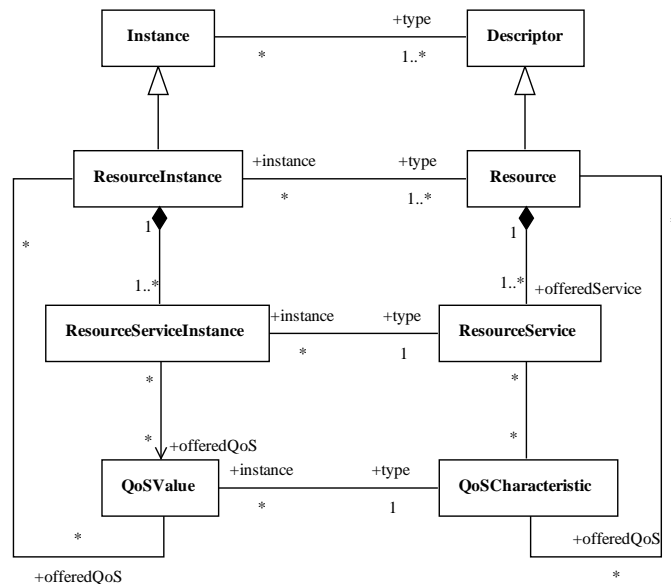 +type
Instance
Descriptor
*
1..*
+instance
+type
ResourceInstance
Resource
*
1..*
1
1
*
*
1..*
1..*
+offeredService
+instance
+type
ResourceServiceInstance
ResourceService
*
1
*
*
*
*
+offeredQoS
+instance
+type
QoSValue
QoSCharacteristic
*
1
*
+offeredQoS
+offeredQoS
*